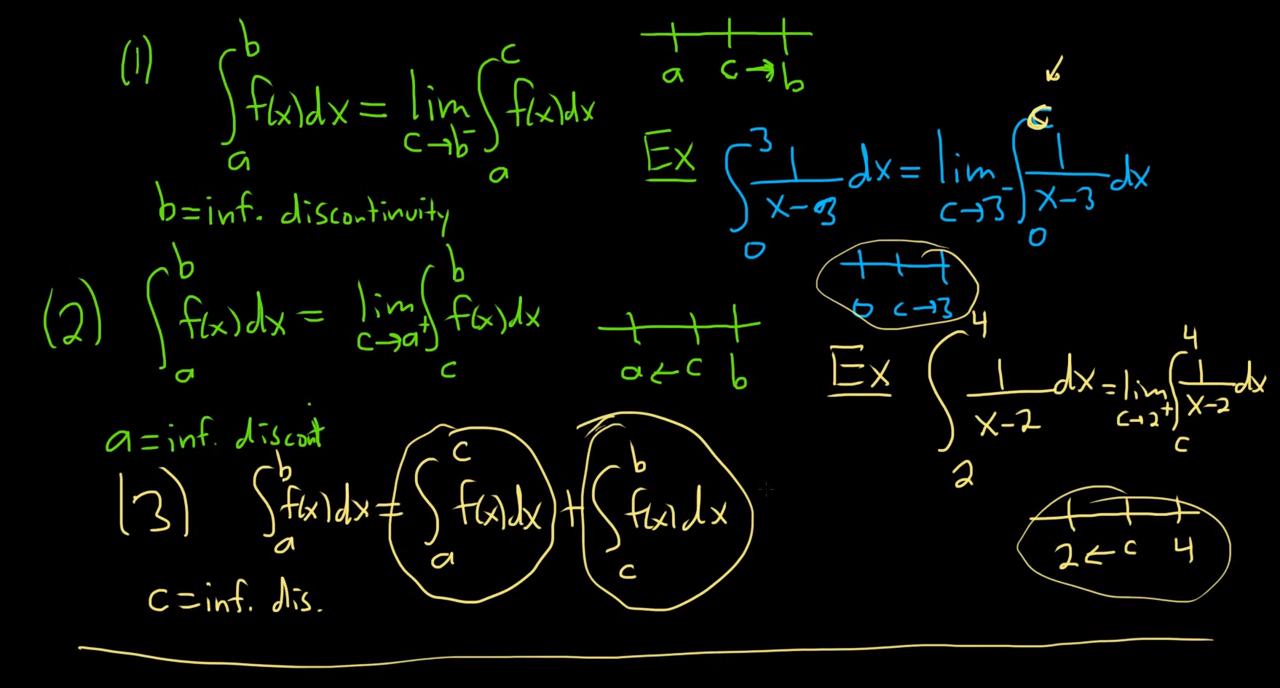 (1) ∫_a^b f(x)dx = lim_{c→b⁻} ∫_a^c f(x)dx
a c→b
b=inf. discontinuity
Ex ∫_0^3 1/(x-3) dx = lim_{c→3⁻} ∫_0^c 1/(x-3) dx
0 c→3
(2) ∫_a^b f(x)dx = lim_{c→a⁺} ∫_c^b f(x)dx
a←c b
a=inf. discont
Ex ∫_2^4 1/(x-2) dx = lim_{c→2⁺} ∫_c^4 1/(x-2) dx
2←c 4
(3) ∫_a^b f(x)dx = ∫_a^c f(x)dx + ∫_c^b f(x)dx
c=inf. dis.